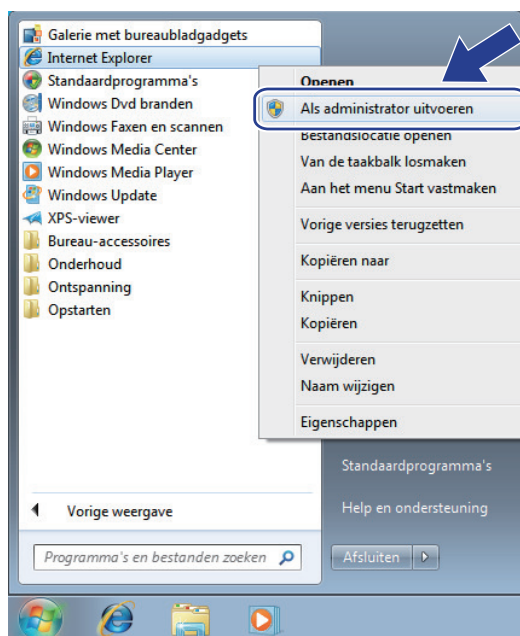 Galerie met bureaubladgadgets
Internet Explorer
Standaardprogramma's
Windows Dvd branden
Windows Faxen en scannen
Windows Media Center
Windows Media Player
Windows Update
XPS-viewer
Bureau-accessoires
Onderhoud
Ontspanning
Opstarten
Openen
Als administrator uitvoeren
Bestandslocatie openen
Van de taakbalk losmaken
Aan het menu Start vastmaken
Vorige versies terugzetten
Kopiëren naar
Knippen
Kopiëren
Verwijderen
Naam wijzigen
Eigenschappen
Standaardprogramma's
Help en ondersteuning
Vorige weergave
Programma's en bestanden zoeken
Afsluiten